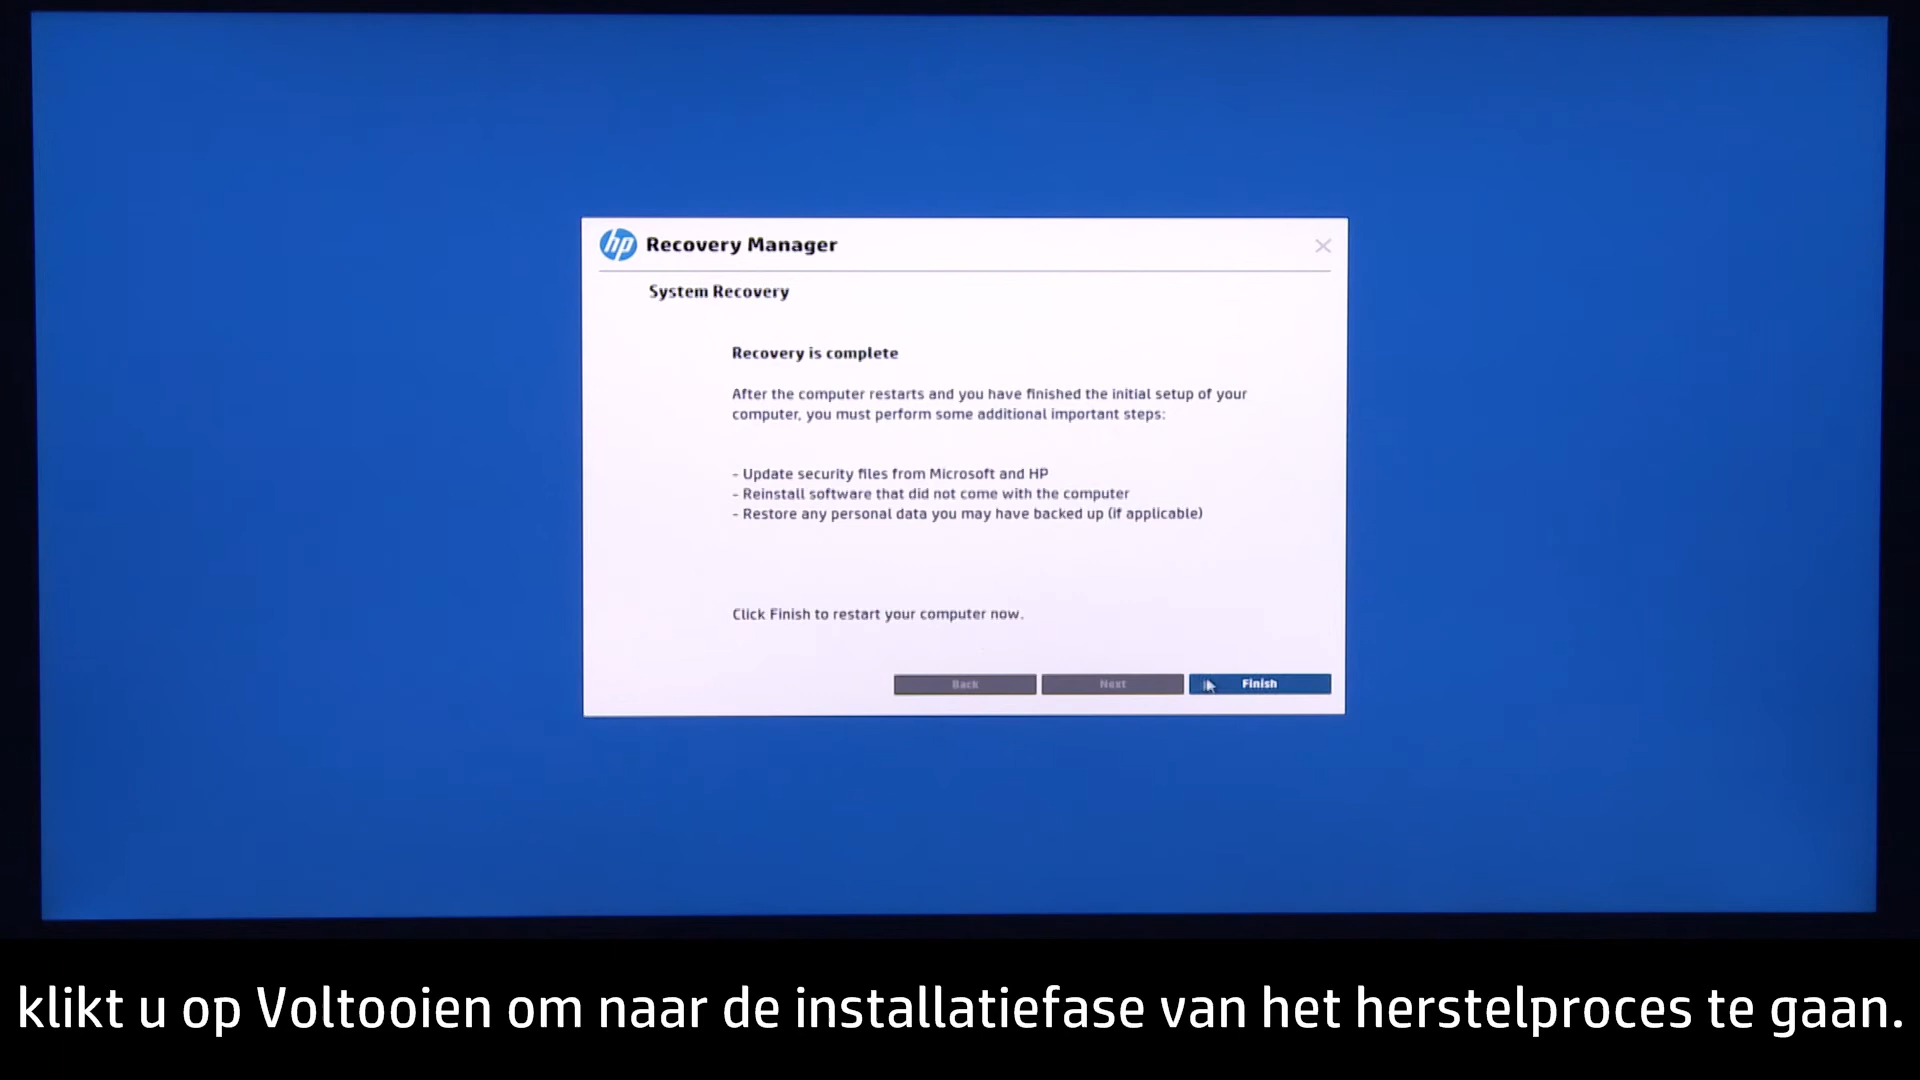 hp Recovery Manager
System Recovery
Recovery is complete
After the computer restarts and you have finished the initial setup of your
computer, you must perform some additional important steps:
- Update security files from Microsoft and HP
- Reinstall software that did not come with the computer
- Restore any personal data you may have backed up (if applicable)
Click Finish to restart your computer now.
Back Next Finish
klikt u op Voltooien om naar de installatiefase van het herstelproces te gaan.